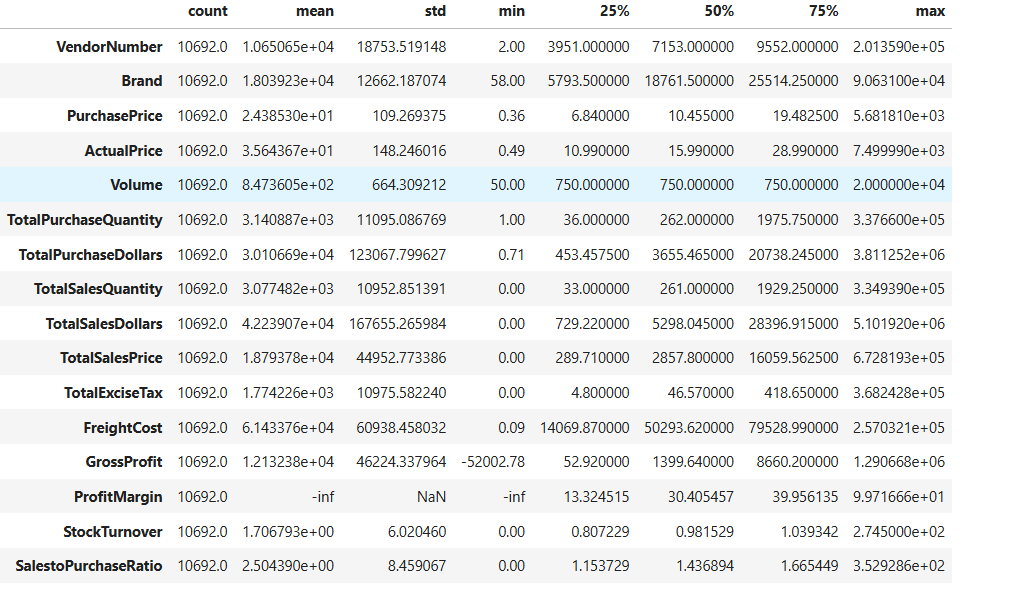 count mean std min 25% 50% 75% max
VendorNumber 10692.0 1.065065e+04 18753.519148 2.00 3951.000000 7153.000000 9552.000000 2.013590e+05
Brand 10692.0 1.803923e+04 12662.187074 58.00 5793.500000 18761.500000 25514.250000 9.063100e+04
PurchasePrice 10692.0 2.438530e+01 109.269375 0.36 6.840000 10.455000 19.482500 5.681810e+03
ActualPrice 10692.0 3.564367e+01 148.246016 0.49 10.990000 15.990000 28.990000 7.499990e+03
Volume 10692.0 8.473605e+02 664.309212 50.00 750.000000 750.000000 750.000000 2.000000e+04
TotalPurchaseQuantity 10692.0 3.140887e+03 11095.086769 1.00 36.000000 262.000000 1975.750000 3.376600e+05
TotalPurchaseDollars 10692.0 3.010669e+04 123067.799627 0.71 453.457500 3655.465000 20738.245000 3.811252e+06
TotalSalesQuantity 10692.0 3.077482e+03 10952.851391 0.00 33.000000 261.000000 1929.250000 3.349390e+05
TotalSalesDollars 10692.0 4.223907e+04 167655.265984 0.00 729.220000 5298.045000 28396.915000 5.101920e+06
TotalSalesPrice 10692.0 1.879378e+04 44952.773386 0.00 289.710000 2857.800000 16059.562500 6.728193e+05
TotalExciseTax 10692.0 1.774226e+03 10975.582240 0.00 4.800000 46.570000 418.650000 3.682428e+05
FreightCost 10692.0 6.143376e+04 60938.458032 0.09 14069.870000 50293.620000 79528.990000 2.570321e+05
GrossProfit 10692.0 1.213238e+04 46224.337964 -52002.78 52.920000 1399.640000 8660.200000 1.290668e+06
ProfitMargin 10692.0 -inf NaN -inf 13.324515 30.405457 39.956135 9.971666e+01
StockTurnover 10692.0 1.706793e+00 6.020460 0.00 0.807229 0.981529 1.039342 2.745000e+02
SalestoPurchaseRatio 10692.0 2.504390e+00 8.459067 0.00 1.153729 1.436894 1.665449 3.529286e+02